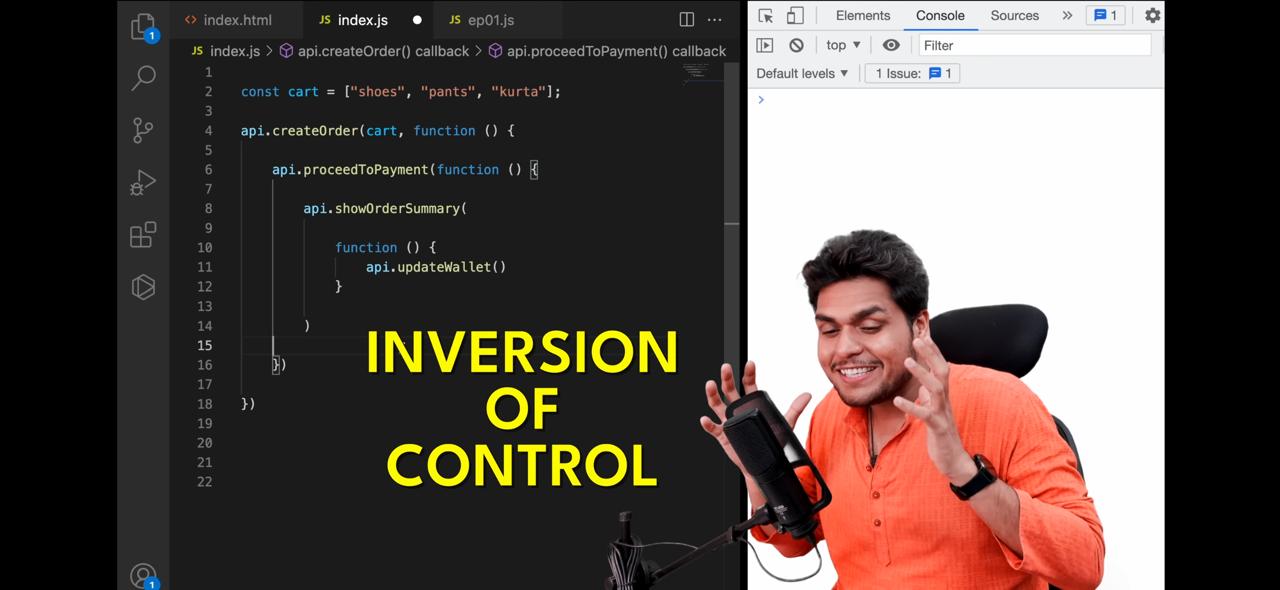 index.html
JS index.js
JS ep01.js
JS index.js > api.createOrder() callback > api.proceedToPayment() callback
1
2 const cart = ["shoes", "pants", "kurta"];
3
4 api.createOrder(cart, function () {
5
6 api.proceedToPayment(function () {
7
8 api.showOrderSummary(
9
10 function () {
11 api.updateWallet()
12 }
13
14 )
15
16 })
17
18 })
19
20
21
22
INVERSION
OF
CONTROL
1
1
Elements Console Sources » 1
top ▼ Filter
Default levels ▼ 1 Issue: 1
>